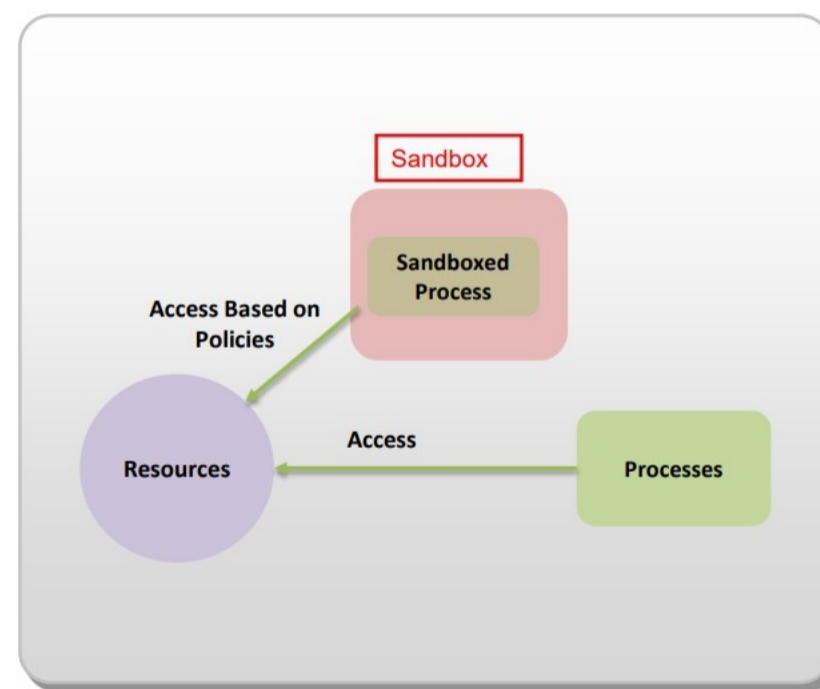 Sandbox
Sandboxed
Process
Access Based on
Policies
Access
Resources
Processes